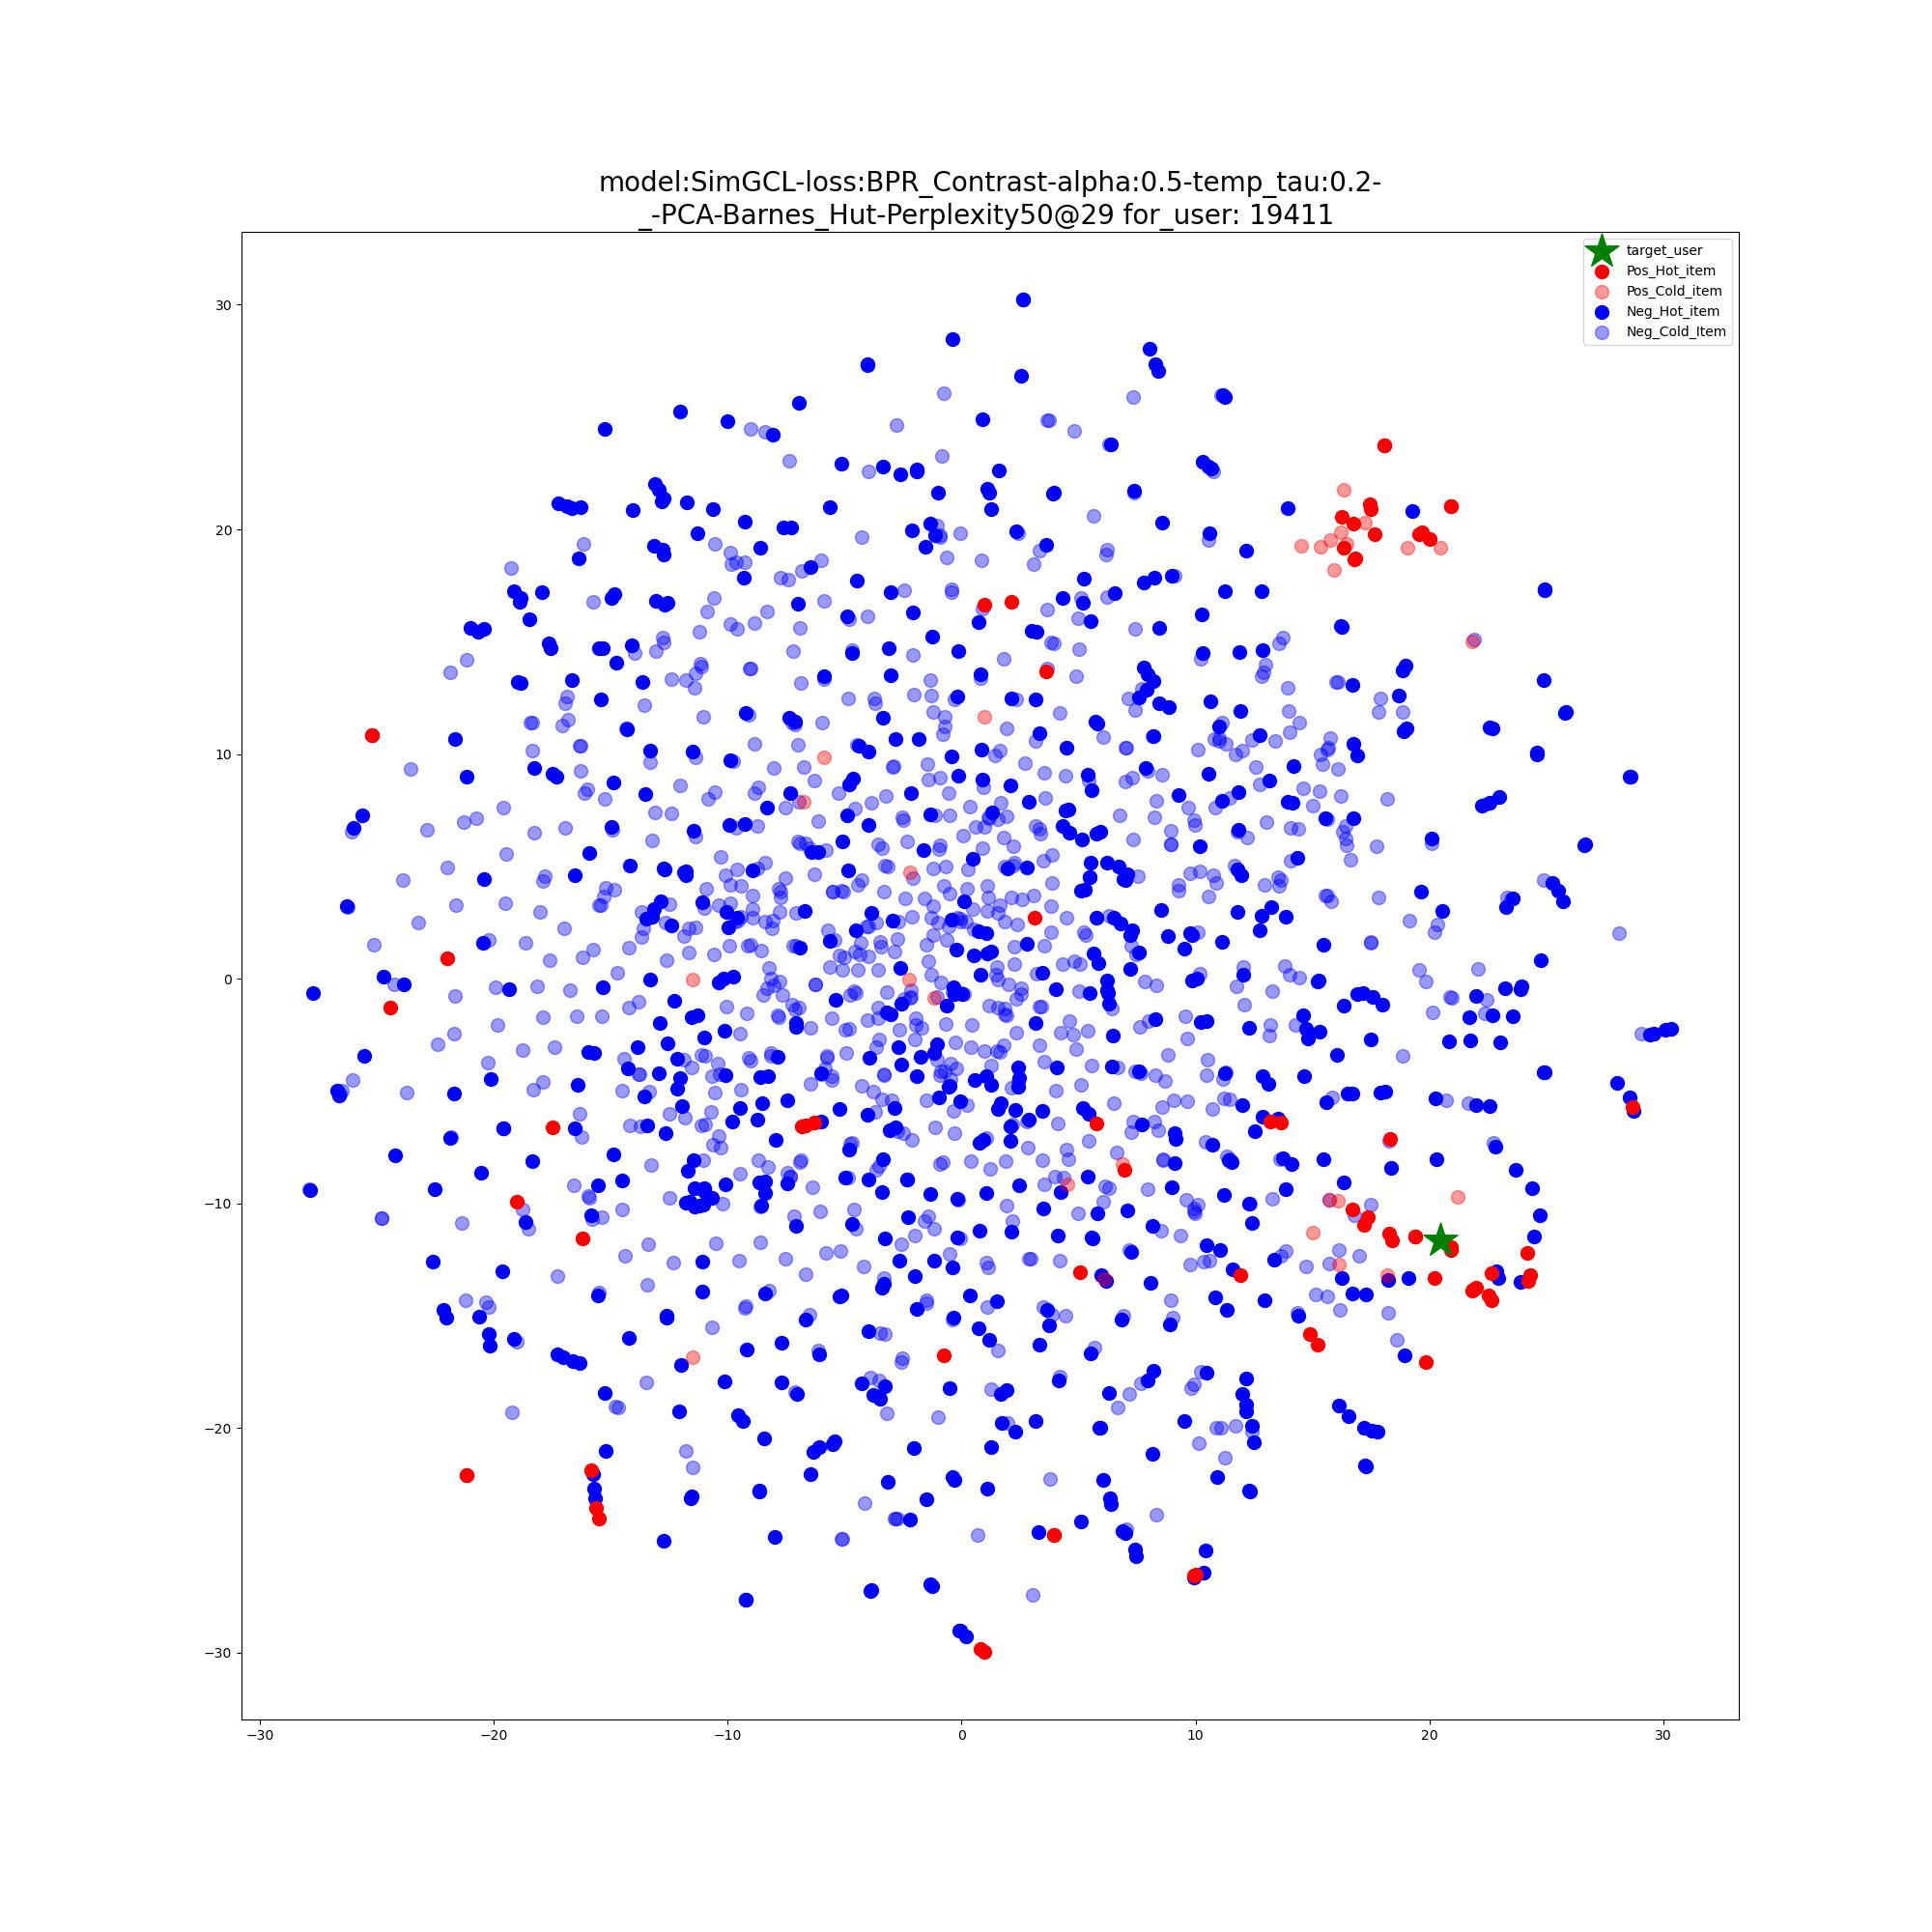 model:SimGCL-loss:BPR_Contrast-alpha:0.5-temp_tau:0.2-
_-PCA-Barnes_Hut-Perplexity50@29 for_user: 19411
target_user
Pos_Hot_item
Pos_Cold_item
Neg_Hot_item
Neg_Cold_Item
30
20
10
0
−10
−20
−30
−30 −20 −10 0 10 20 30